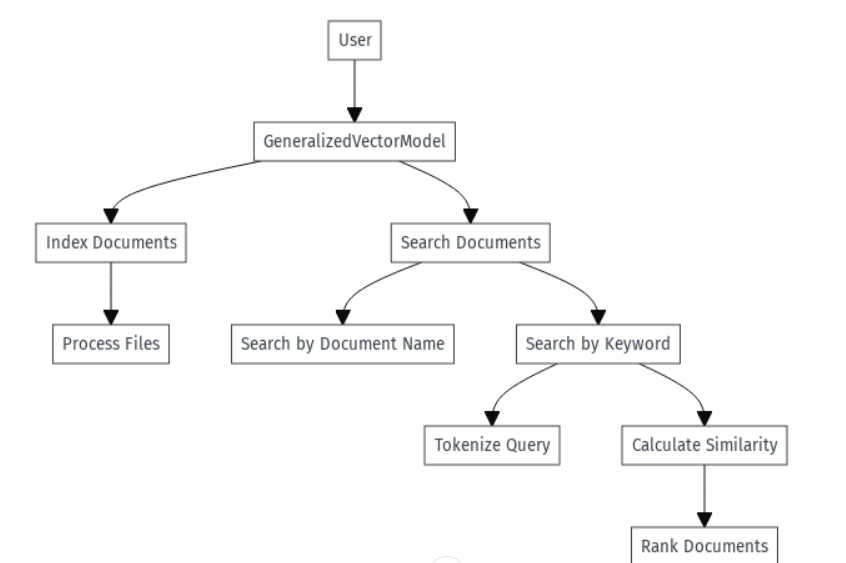 User
GeneralizedVectorModel
Index Documents
Search Documents
Process Files
Search by Document Name
Search by Keyword
Tokenize Query
Calculate Similarity
Rank Documents